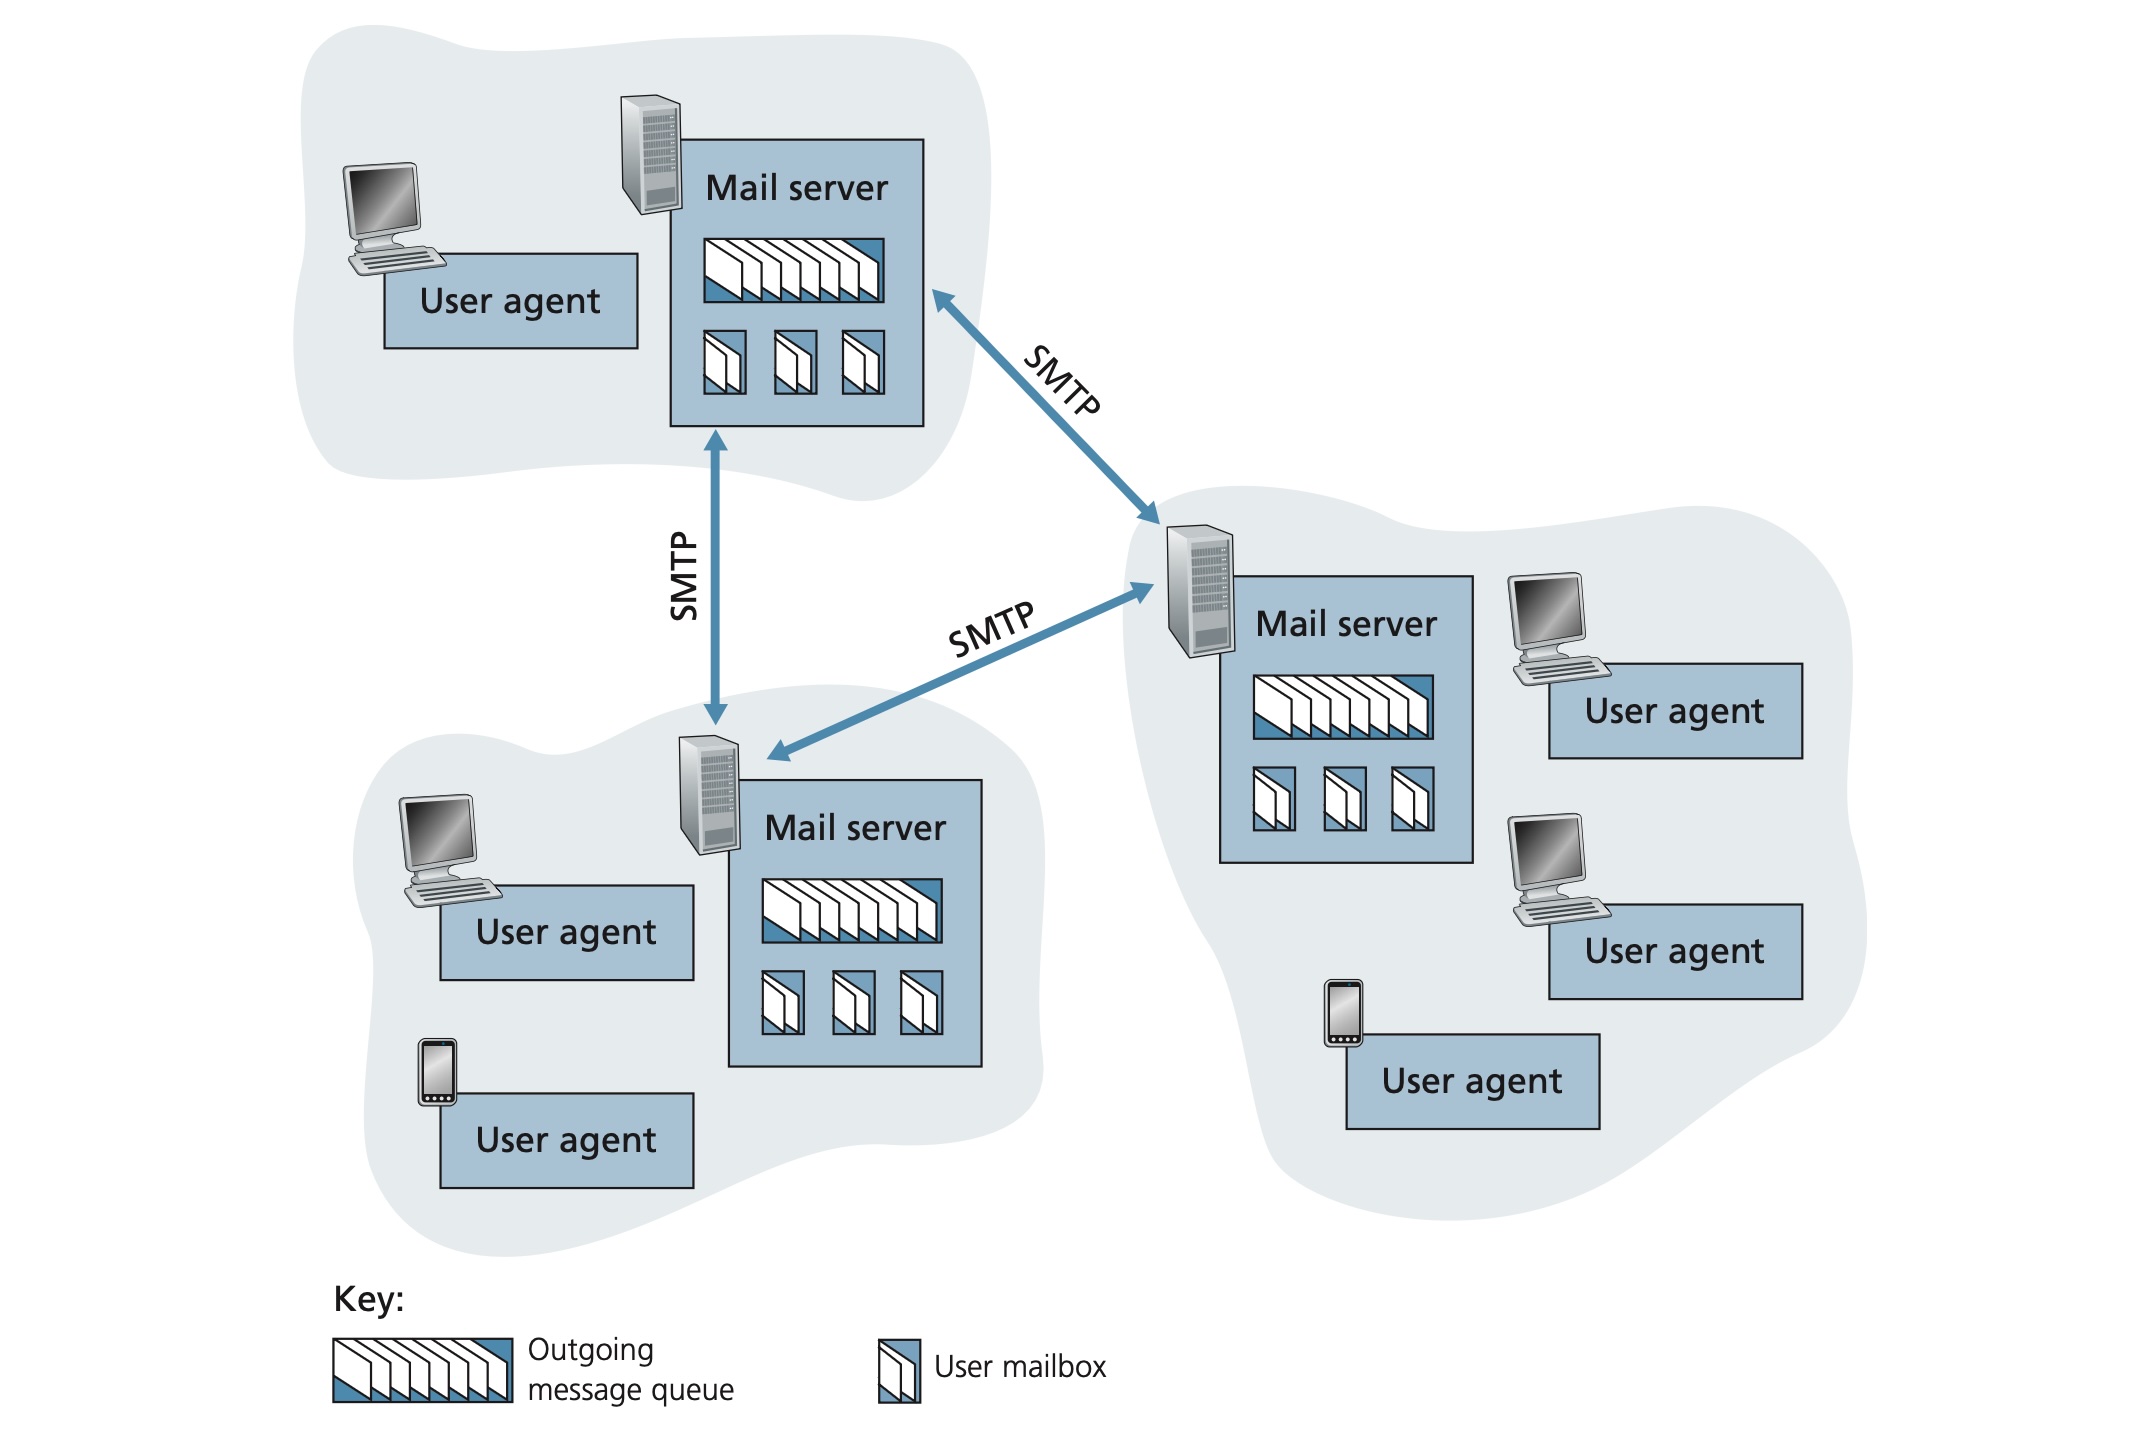 Mail server
User agent
SMTP
SMTP
SMTP
Mail server
User agent
User agent
Mail server
User agent
User agent
User agent
Key:
Outgoing
message queue
User mailbox